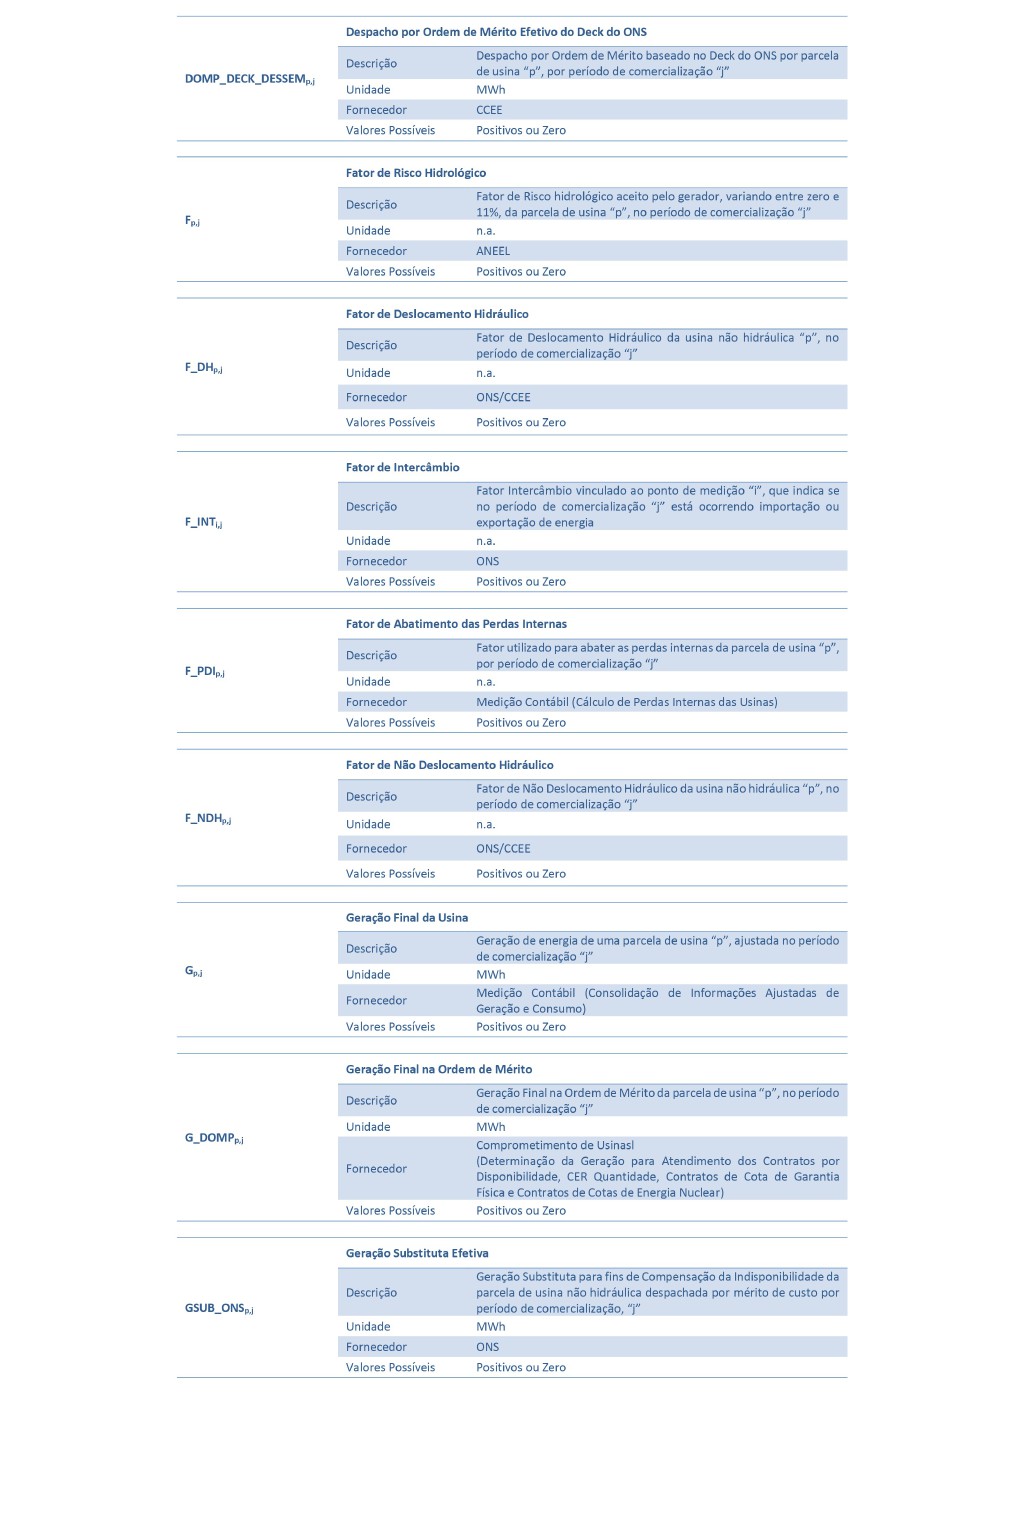 Despacho por Ordem de Mérito Efetivo do Deck do ONS
DOMP_DECK_DESSEMp,j
Descrição
Despacho por Ordem de Mérito baseado no Deck do ONS por parcela
de usina “p”, por período de comercialização “j”
Unidade MWh
Fornecedor CCEE
Valores Possíveis Positivos ou Zero
Fator de Risco Hidrológico
Fp,j
Descrição
Fator de Risco hidrológico aceito pelo gerador, variando entre zero e
11%, da parcela de usina “p”, no período de comercialização “j”
Unidade n.a.
Fornecedor ANEEL
Valores Possíveis Positivos ou Zero
Fator de Deslocamento Hidráulico
F_DHp,j
Descrição
Fator de Deslocamento Hidráulico da usina não hidráulica “p”, no
período de comercialização “j”
Unidade n.a.
Fornecedor ONS/CCEE
Valores Possíveis Positivos ou Zero
Fator de Intercâmbio
F_INTi,j
Descrição
Fator Intercâmbio vinculado ao ponto de medição “i”, que indica se
no período de comercialização “j” está ocorrendo importação ou
exportação de energia
Unidade n.a.
Fornecedor ONS
Valores Possíveis Positivos ou Zero
Fator de Abatimento das Perdas Internas
F_PDIp,j
Descrição
Fator utilizado para abater as perdas internas da parcela de usina “p”,
por período de comercialização “j”
Unidade n.a.
Fornecedor Medição Contábil (Cálculo de Perdas Internas das Usinas)
Valores Possíveis Positivos ou Zero
Fator de Não Deslocamento Hidráulico
F_NDHp,j
Descrição
Fator de Não Deslocamento Hidráulico da usina não hidráulica “p”, no
período de comercialização “j”
Unidade n.a.
Fornecedor ONS/CCEE
Valores Possíveis Positivos ou Zero
Geração Final da Usina
Gp,j
Descrição
Geração de energia de uma parcela de usina “p”, ajustada no período
de comercialização “j”
Unidade MWh
Fornecedor
Medição Contábil (Consolidação de Informações Ajustadas de
Geração e Consumo)
Valores Possíveis Positivos ou Zero
Geração Final na Ordem de Mérito
G_DOMPp,j
Descrição
Geração Final na Ordem de Mérito da parcela de usina “p”, no período
de comercialização “j”
Unidade MWh
Fornecedor
Comprometimento de Usinasl
(Determinação da Geração para Atendimento dos Contratos por
Disponibilidade, CER Quantidade, Contratos de Cota de Garantia
Física e Contratos de Cotas de Energia Nuclear)
Valores Possíveis Positivos ou Zero
Geração Substituta Efetiva
GSUB_ONSp,j
Descrição
Geração Substituta para fins de Compensação da Indisponibilidade da
parcela de usina não hidráulica despachada por mérito de custo por
período de comercialização, “j”
Unidade MWh
Fornecedor ONS
Valores Possíveis Positivos ou Zero